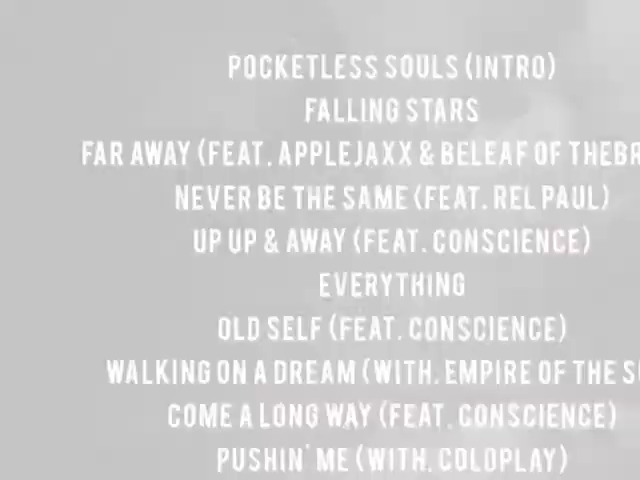 POCKETLESS SOULS (INTRO)
FALLING STARS
FAR AWAY (FEAT. APPLEJAXX & BELEAF OF THEBR
NEVER BE THE SAME (FEAT. REL PAUL)
UP UP & AWAY (FEAT. CONSCIENCE)
EVERYTHING
OLD SELF (FEAT. CONSCIENCE)
WALKING ON A DREAM (WITH. EMPIRE OF THE SU
COME A LONG WAY (FEAT. CONSCIENCE)
PUSHIN' ME (WITH. COLDPLAY)